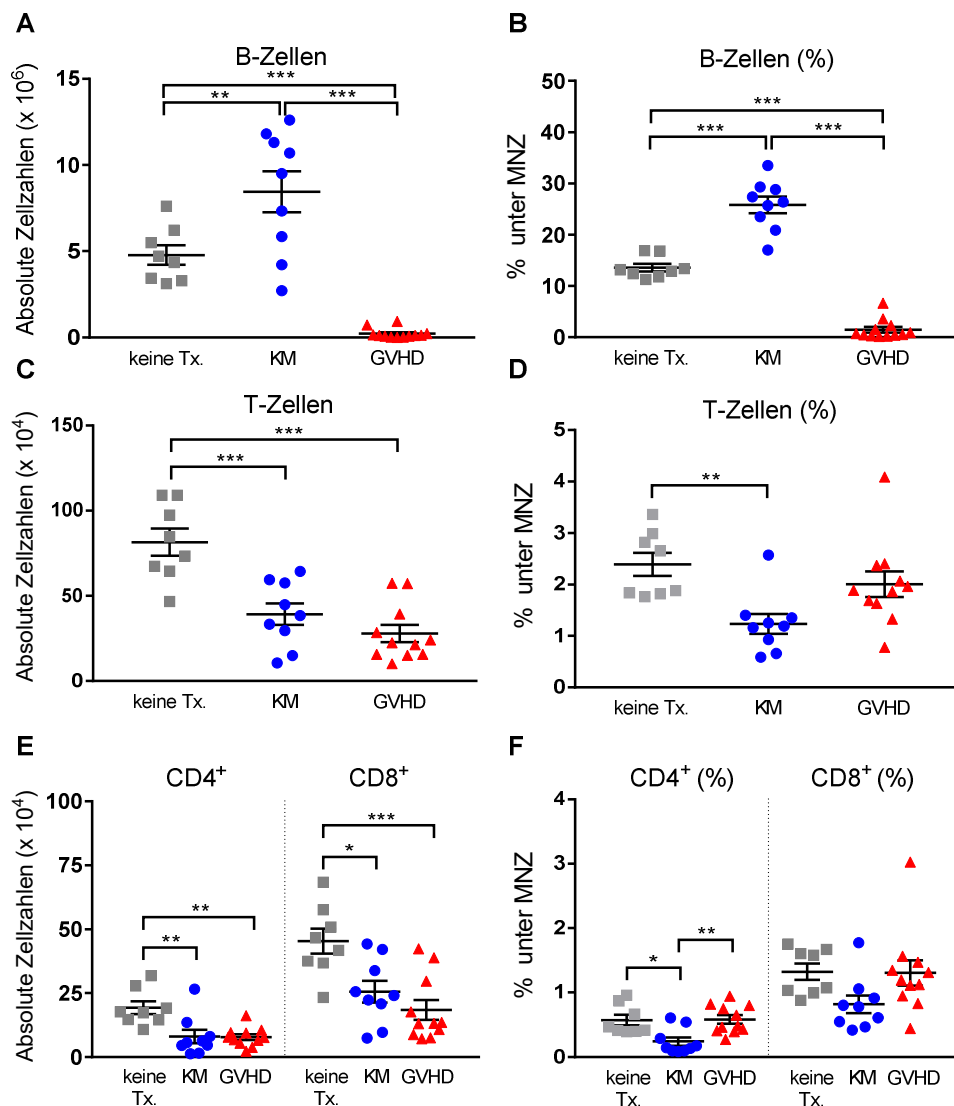 A
B-Zellen
Absolute Zellzahlen (x 10⁶)
15
10
5
0
***
** ***
keine Tx. KM GVHD
B
B-Zellen (%)
% unter MNZ
50
40
30
20
10
0
***
*** ***
keine Tx. KM GVHD
C
T-Zellen
Absolute Zellzahlen (x 10⁴)
150
100
50
0
***
***
keine Tx. KM GVHD
D
T-Zellen (%)
% unter MNZ
5
4
3
2
1
0
**
keine Tx. KM GVHD
E
CD4⁺ CD8⁺
Absolute Zellzahlen (x 10⁴)
100
75
50
25
0
**
**
***
*
keine KM GVHD keine KM GVHD
Tx. Tx.
F
CD4⁺ (%) CD8⁺ (%)
% unter MNZ
4
3
2
1
0
**
*
keine KM GVHD keine KM GVHD
Tx. Tx.